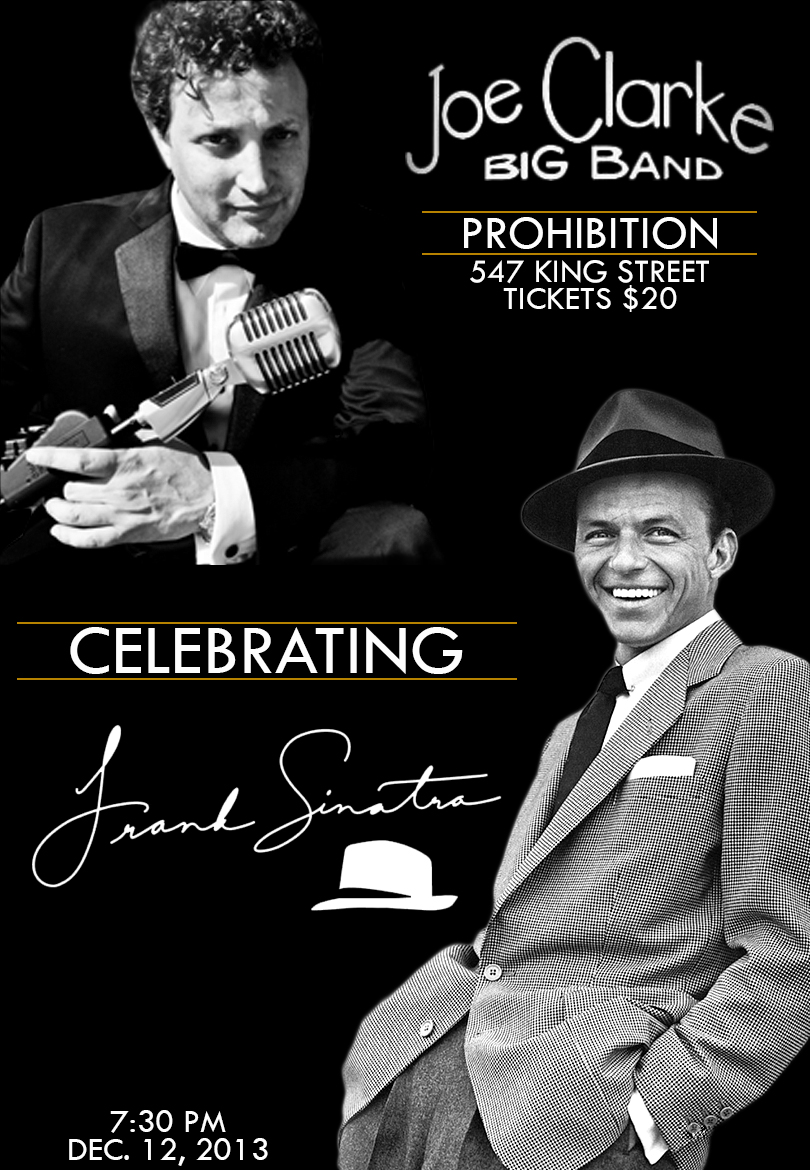 Joe Clarke
BIG BAND
PROHIBITION
547 KING STREET
TICKETS $20
CELEBRATING
Frank Sinatra
7:30 PM
DEC. 12, 2013